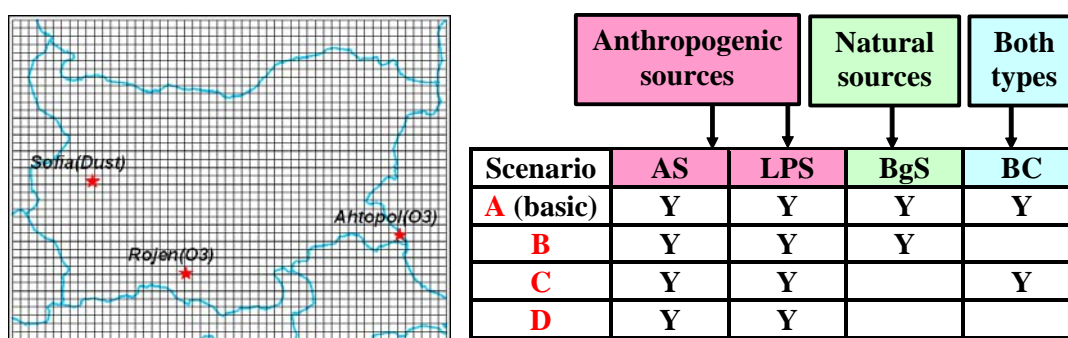 Sofia(Dust)
Ahtopol(O3)
Rojen(O3)
Anthropogenic
sources
Natural
sources
Both
types
Scenario AS LPS BgS BC
A (basic) Y Y Y Y
B Y Y Y
C Y Y Y
D Y Y